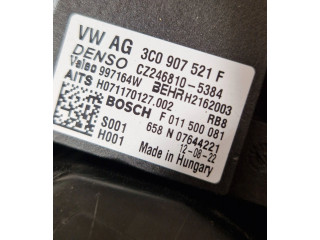 VW AG 3C0 907 521 F
DENSO CZ246810-5384
Valeo 997164W BEHR H2162003
AITS H071170127.002 RB8
BOSCH F 011 500 081
658 N 07644221
S001 12-08-22
H001 Made in Hungary